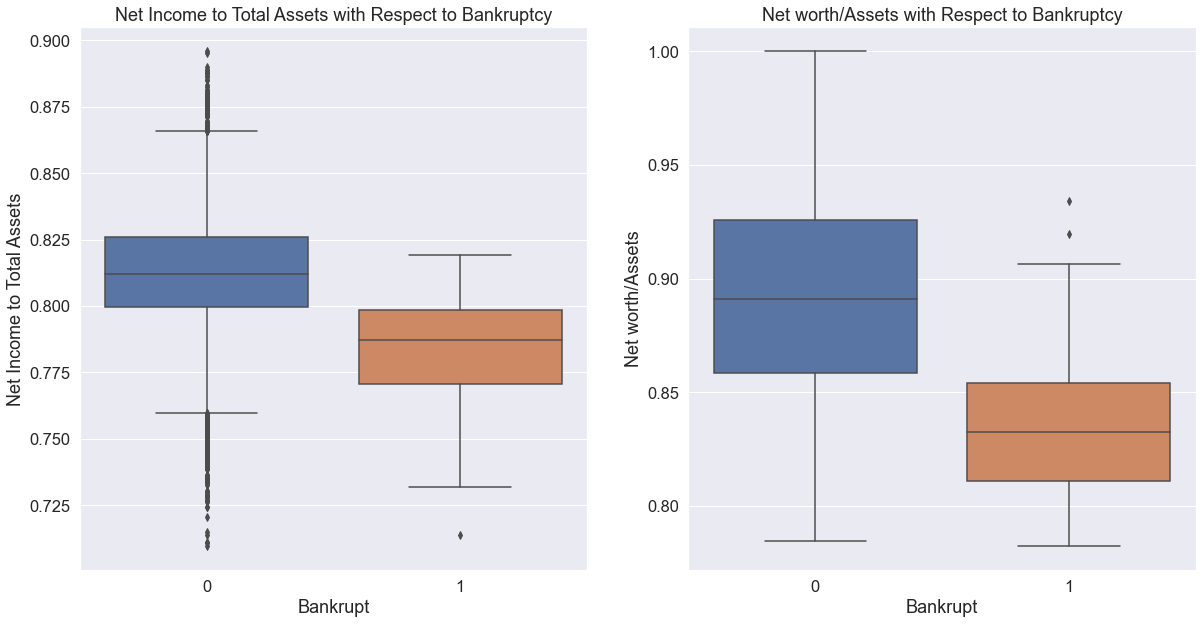 Net Income to Total Assets with Respect to Bankruptcy
Net Income to Total Assets
0.900
0.875
0.850
0.825
0.800
0.775
0.750
0.725
0
1
Bankrupt
Net worth/Assets with Respect to Bankruptcy
Net worth/Assets
1.00
0.95
0.90
0.85
0.80
0
1
Bankrupt